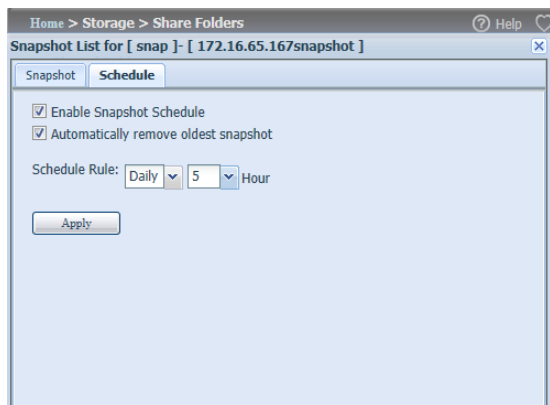 Home > Storage > Share Folders
? Help
Snapshot List for [ snap ]- [ 172.16.65.167snapshot ]
Snapshot
Schedule
Enable Snapshot Schedule
Automatically remove oldest snapshot
Schedule Rule: Daily 5 Hour
Apply